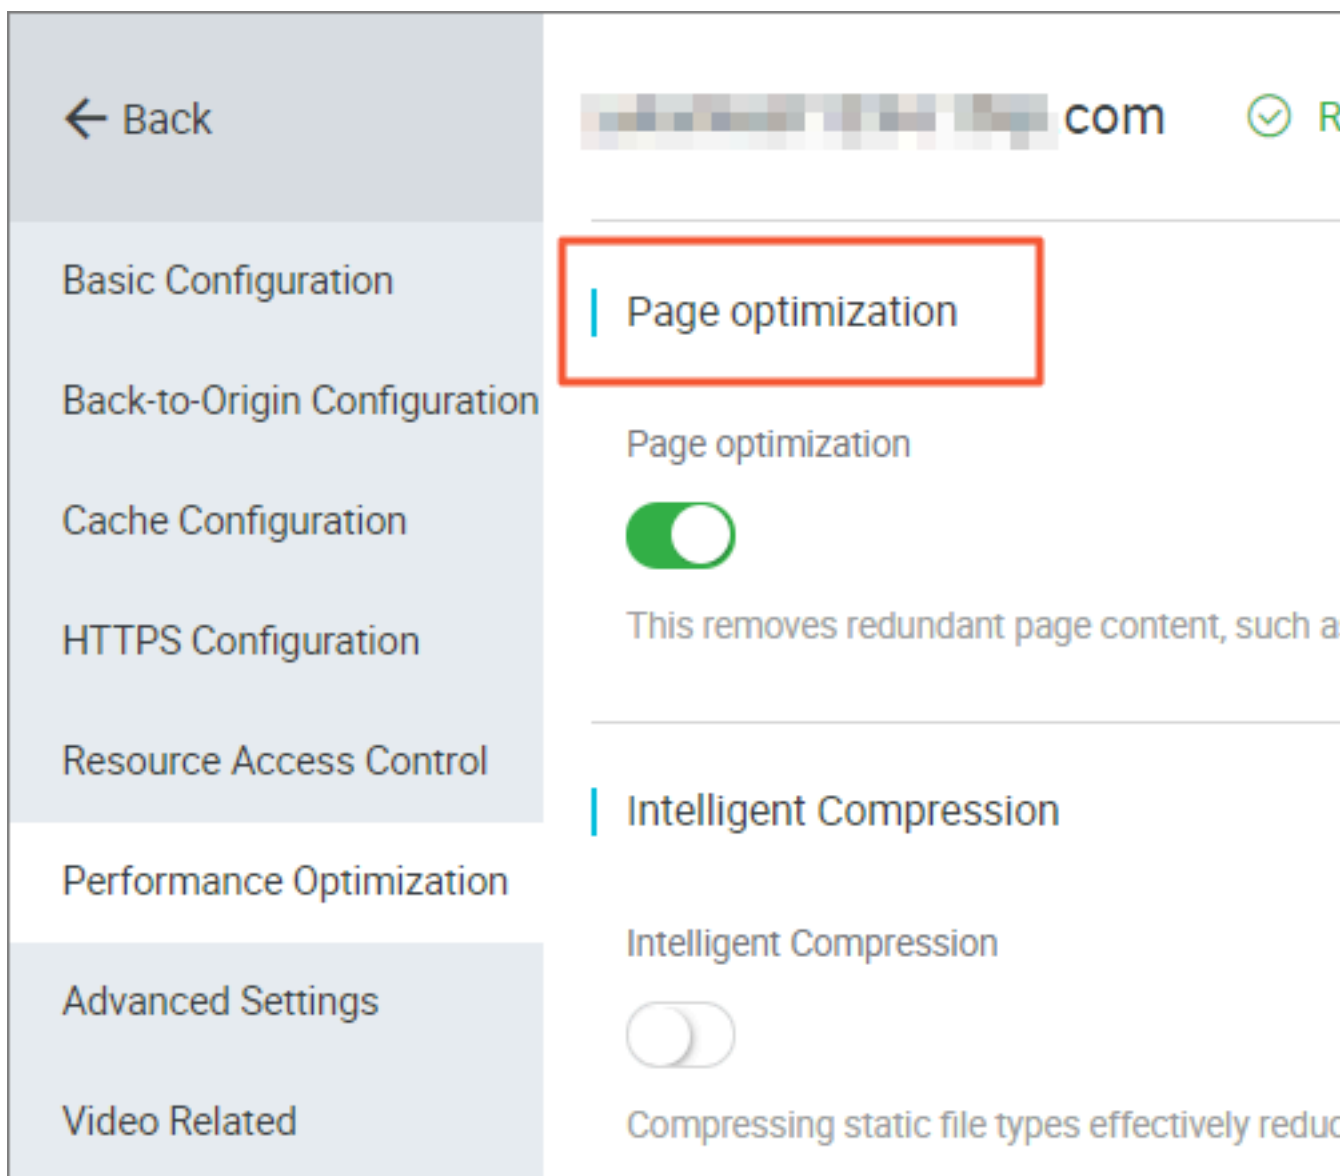 Back
.com
Basic Configuration
Back-to-Origin Configuration
Cache Configuration
HTTPS Configuration
Resource Access Control
Performance Optimization
Advanced Settings
Video Related
Page optimization
Page optimization
This removes redundant page content, such
Intelligent Compression
Intelligent Compression
Compressing static file types effectively